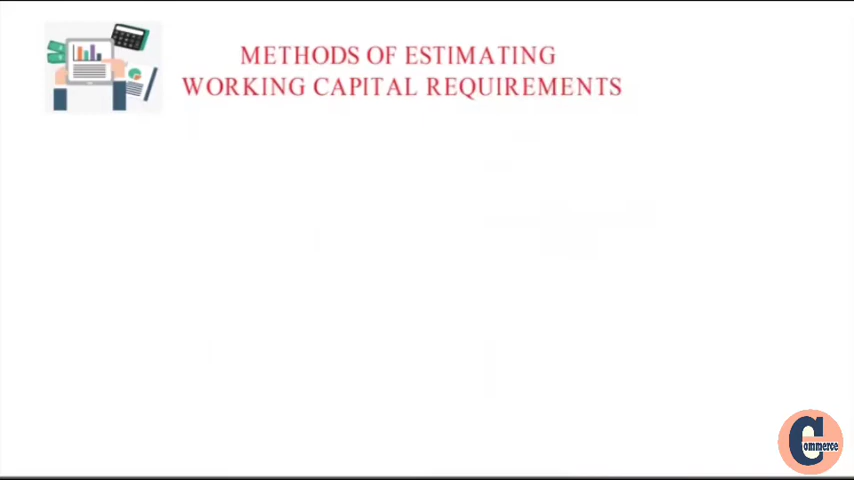 METHODS OF ESTIMATING
WORKING CAPITAL REQUIREMENTS
Commerce